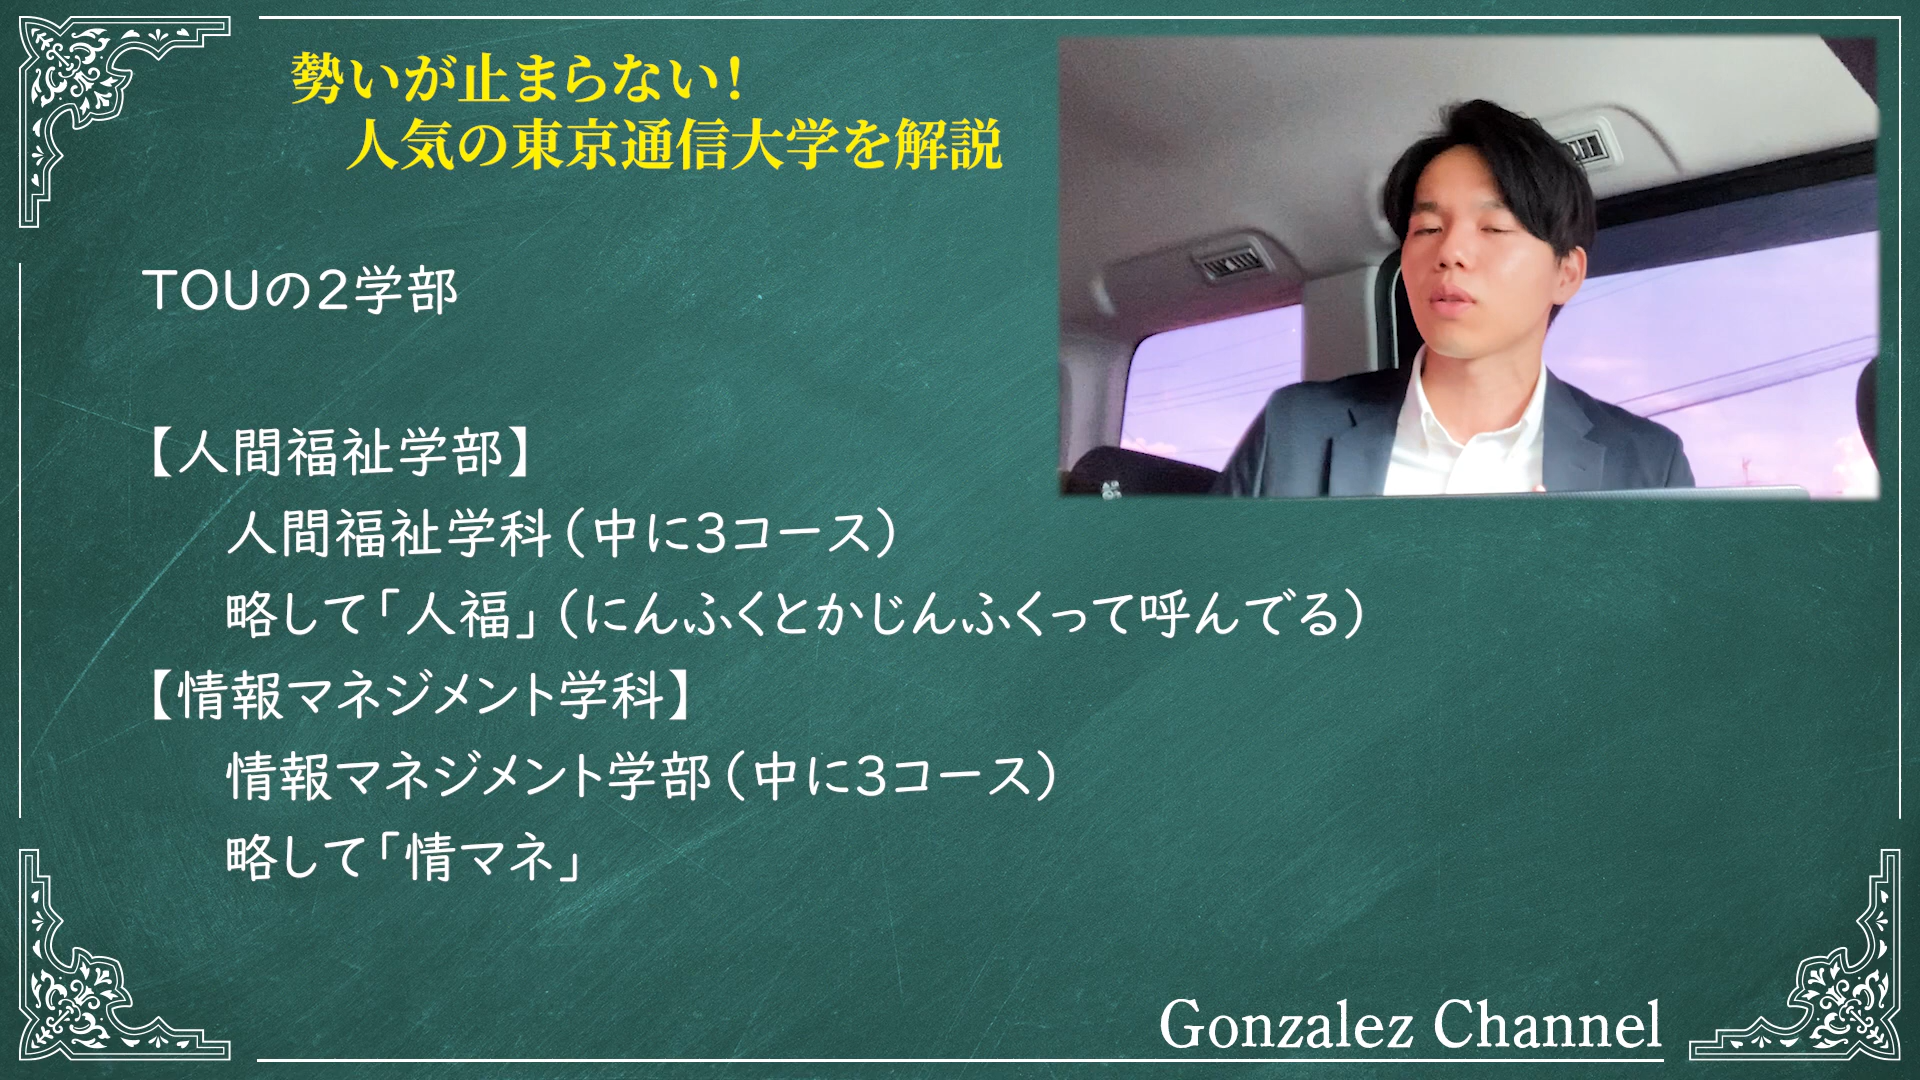 勢いが止まらない！
人気の東京通信大学を解説
TOUの2学部
【人間福祉学部】
人間福祉学科（中に3コース）
略して「人福」（にんふくとかじんふくって呼んでる）
【情報マネジメント学科】
情報マネジメント学部（中に3コース）
略して「情マネ」
Gonzalez Channel